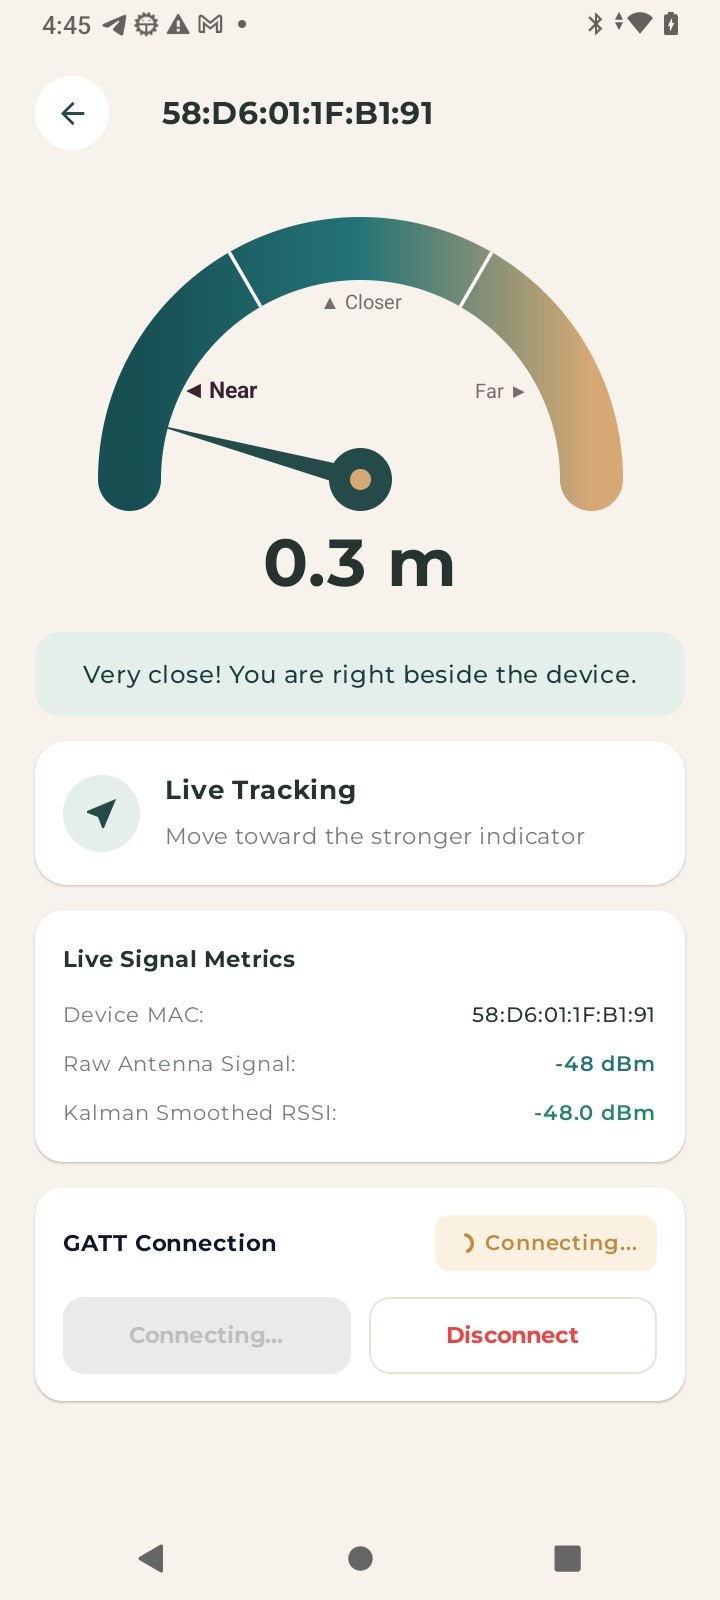 4:45
58:D6:01:1F:B1:91
▲ Closer
◄ Near
Far ►
0.3 m
Very close! You are right beside the device.
Live Tracking
Move toward the stronger indicator
Live Signal Metrics
Device MAC: 58:D6:01:1F:B1:91
Raw Antenna Signal: -48 dBm
Kalman Smoothed RSSI: -48.0 dBm
GATT Connection Connecting...
Connecting... Disconnect